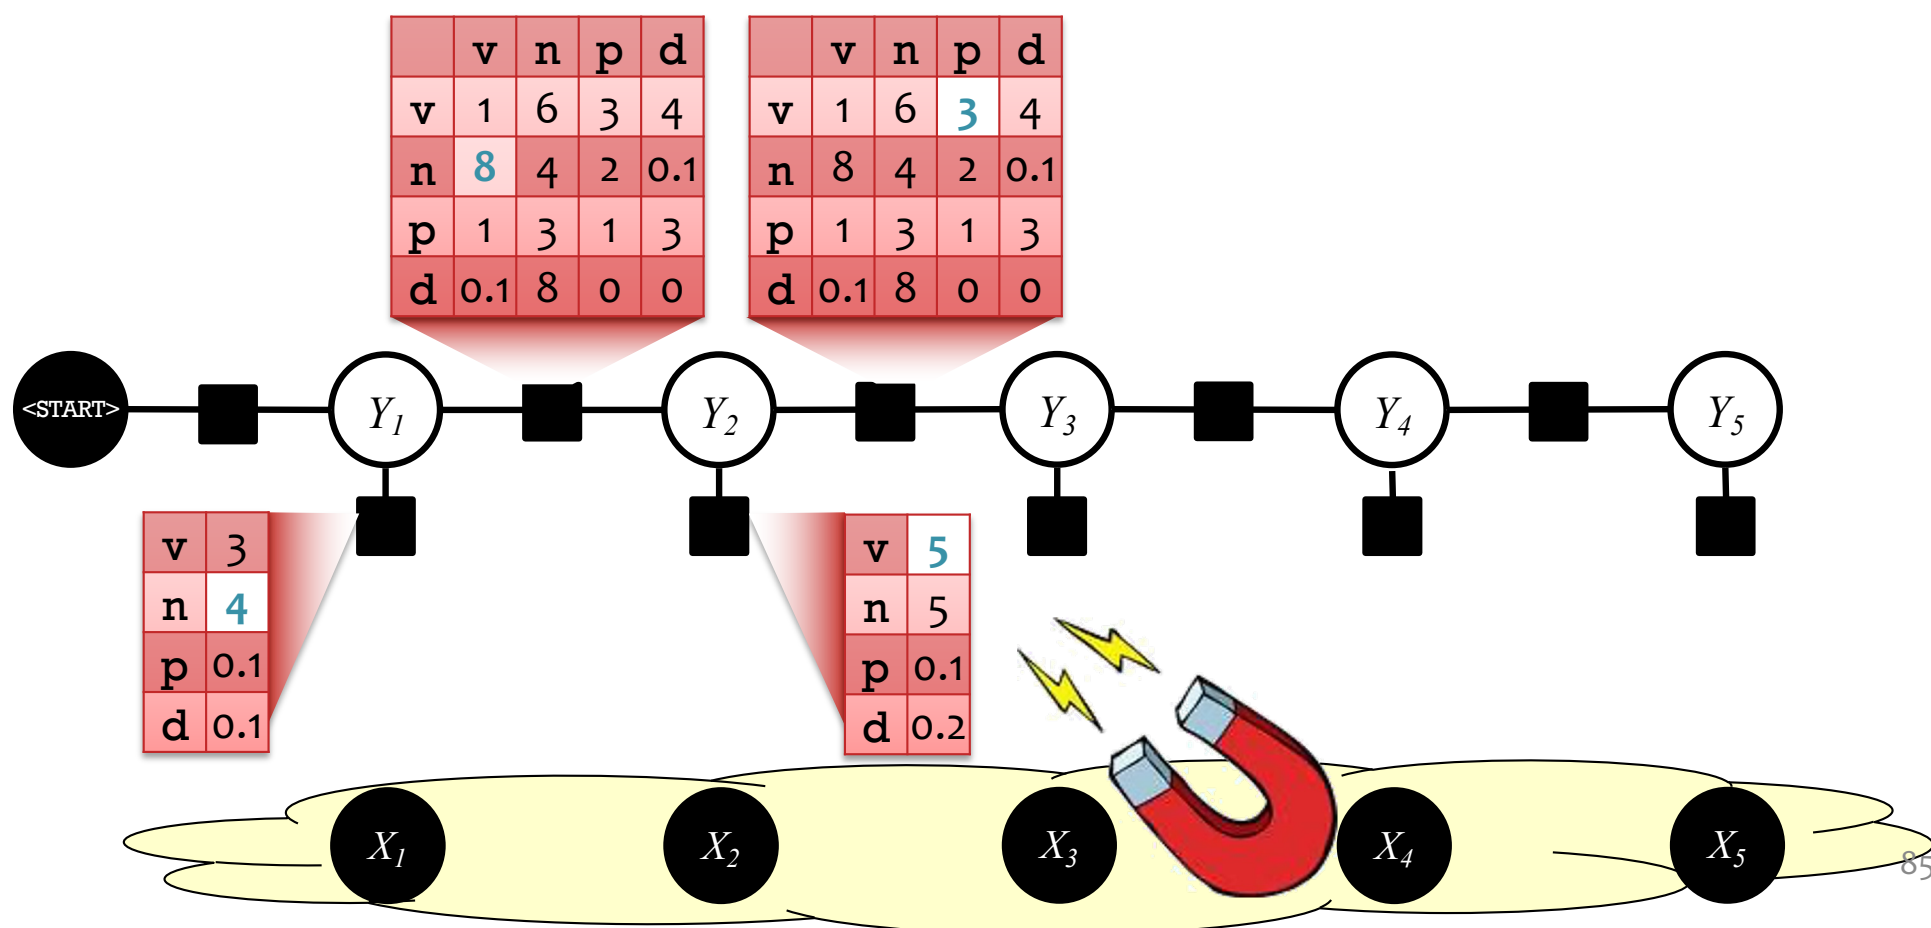 v n p d
v 1 6 3 4
n 8 4 2 0.1
p 1 3 1 3
d 0.1 8 0 0
v n p d
v 1 6 3 4
n 8 4 2 0.1
p 1 3 1 3
d 0.1 8 0 0
<START> Y1 Y2 Y3 Y4 Y5
v 3
n 4
p 0.1
d 0.1
v 5
n 5
p 0.1
d 0.2
X1 X2 X3 X4 X5
85